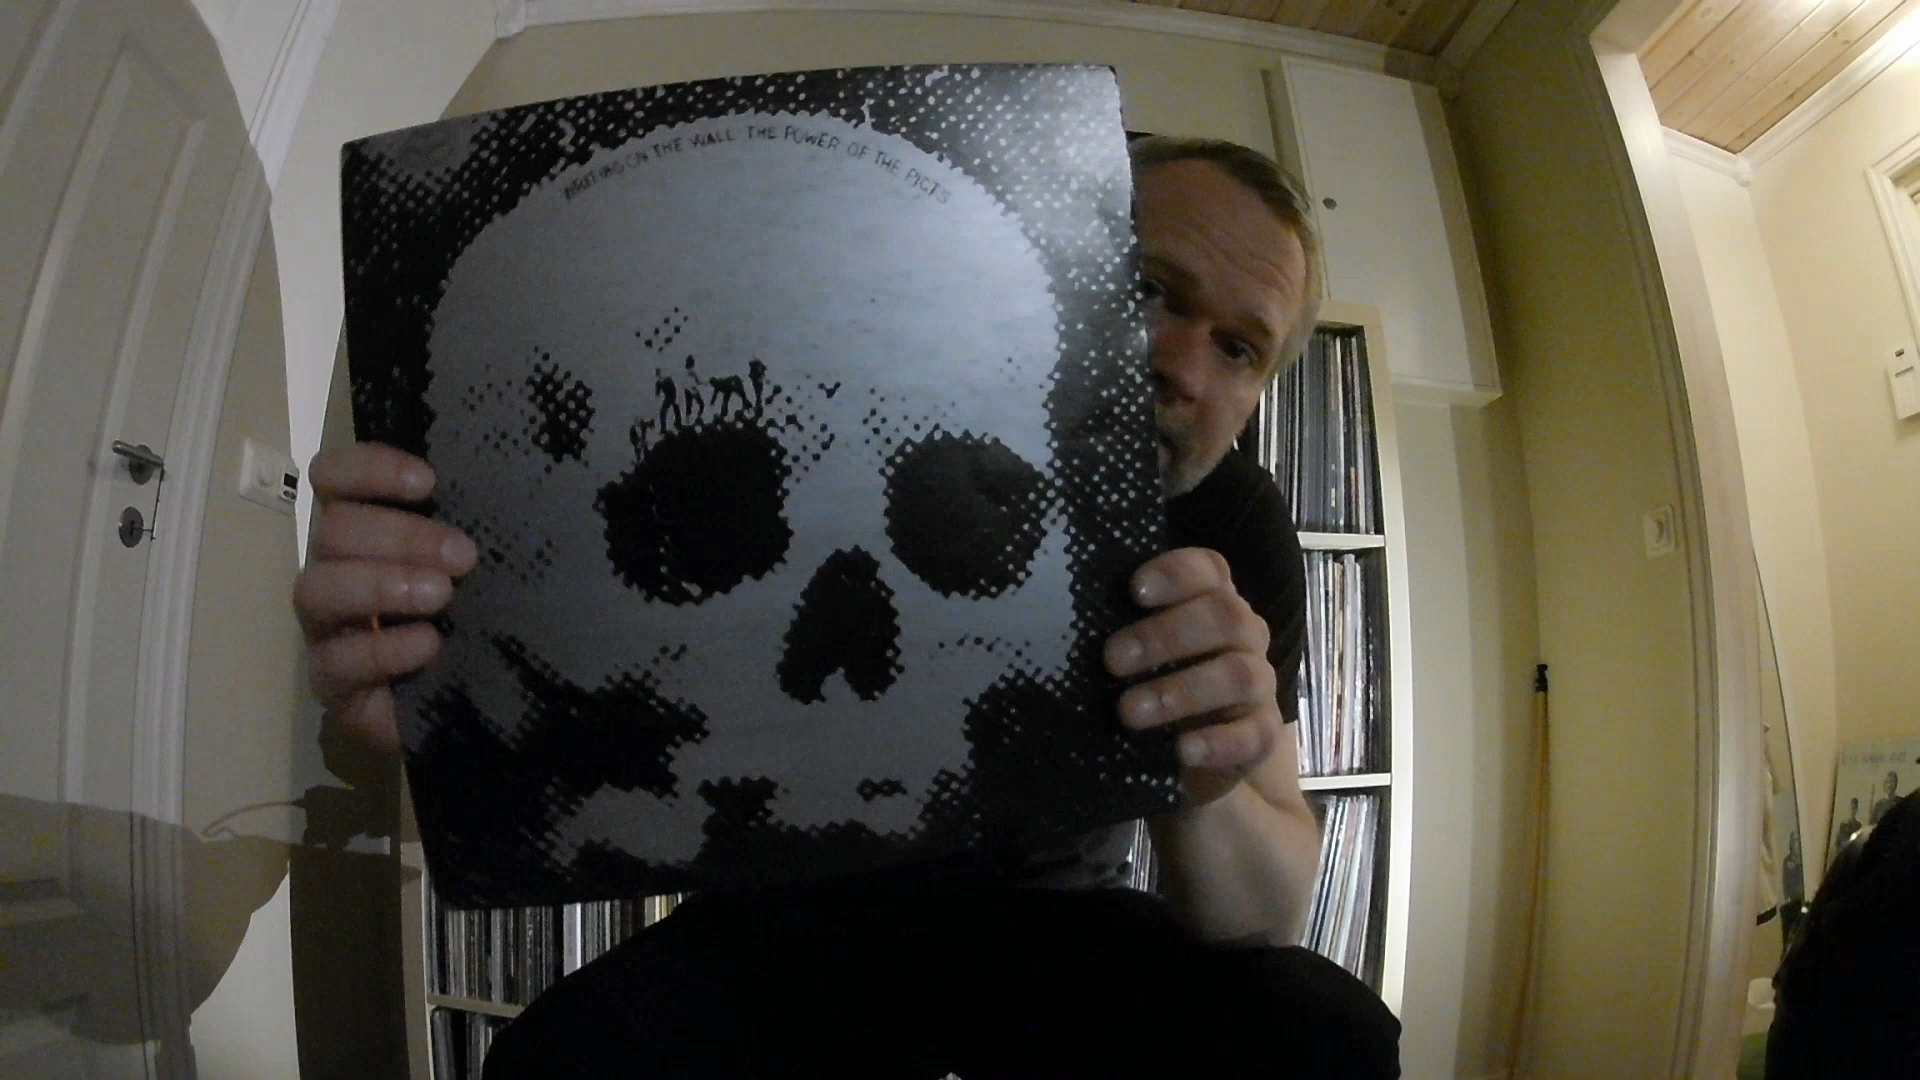 WRITING ON THE WALL THE POWER OF THE PICTS